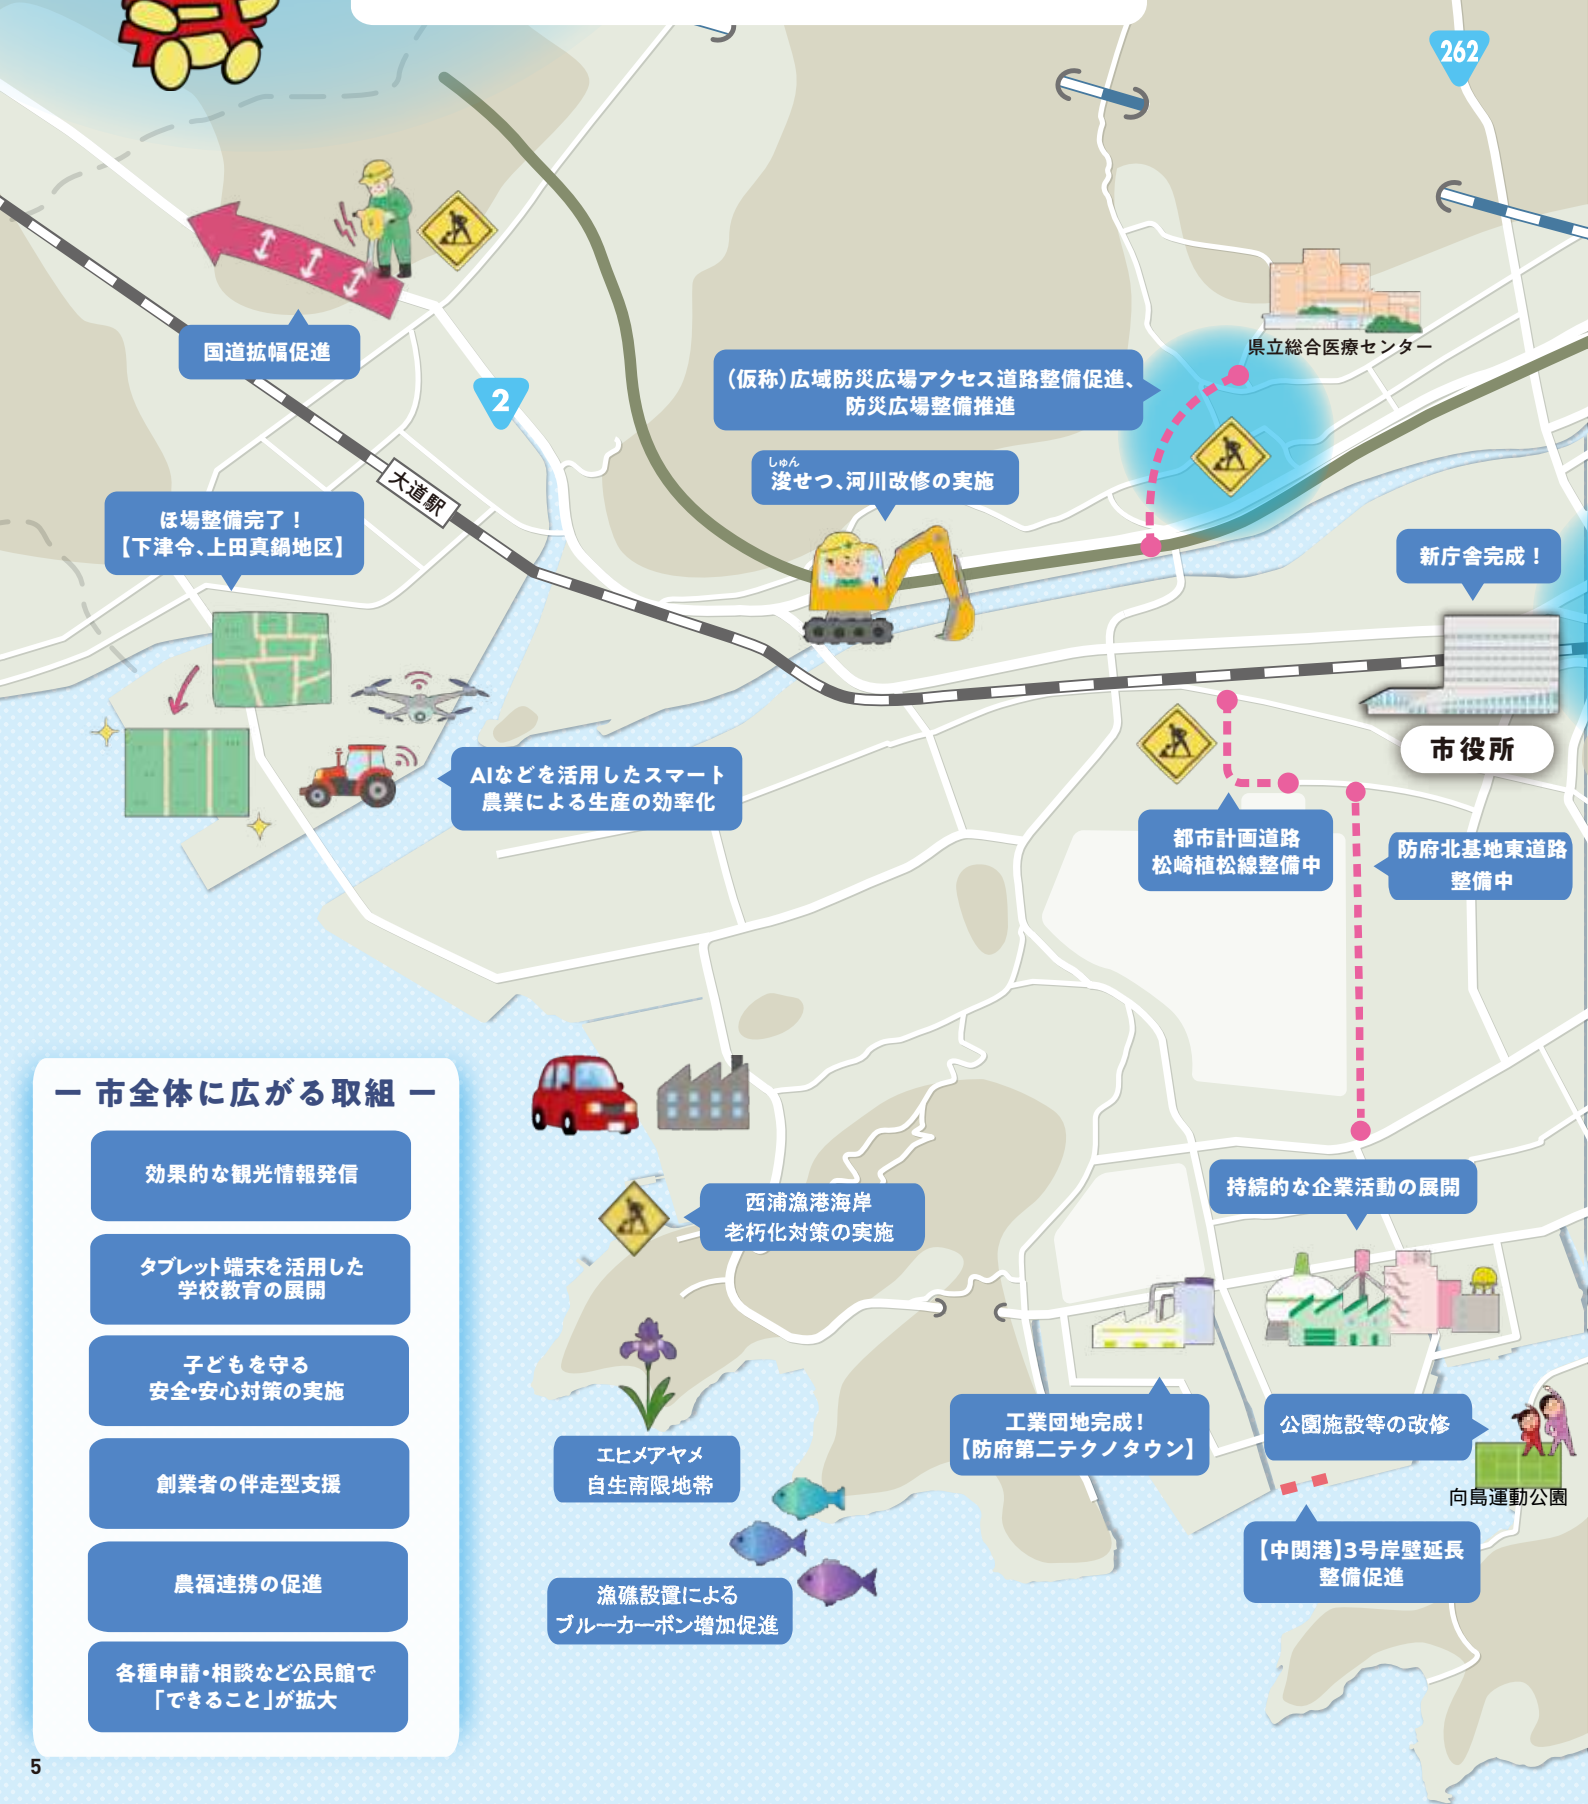 262
国道拡幅促進
2
県立総合医療センター
(仮称)広域防災広場アクセス道路整備促進、
防災広場整備推進
しゅん
浚せつ、河川改修の実施
大道駅
ほ場整備完了!
【下津令、上田真鍋地区】
新庁舎完成!
市役所
AIなどを活用したスマート
農業による生産の効率化
都市計画道路
松崎植松線整備中
防府北基地東道路
整備中
ー 市全体に広がる取組 ー
効果的な観光情報発信
タブレット端末を活用した
学校教育の展開
子どもを守る
安全・安心対策の実施
創業者の伴走型支援
農福連携の促進
各種申請・相談など公民館で
「できること」が拡大
西浦漁港海岸
老朽化対策の実施
持続的な企業活動の展開
エヒメアヤメ
自生南限地帯
工業団地完成!
【防府第二テクノタウン】
公園施設等の改修
向島運動公園
【中関港】3号岸壁延長
整備促進
漁礁設置による
ブルーカーボン増加促進
5